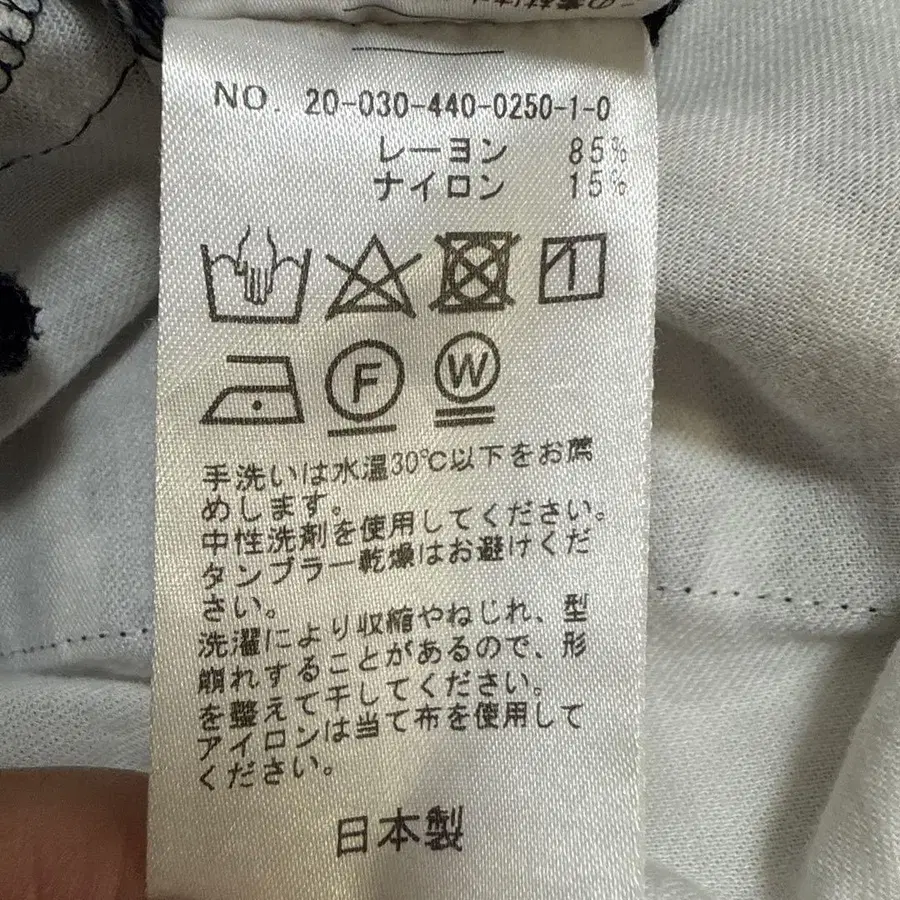 NO. 20-030-440-0250-1-0
レーヨン 85%
ナイロン 15%
F W
手洗いは水温30℃以下をお薦
めします。
中性洗剤を使用してください。
タンブラー乾燥はお避けくだ
さい。
洗濯により収縮やねじれ、型
崩れすることがあるので、形
を整えて干してください。
アイロンは当て布を使用して
ください。
日本製